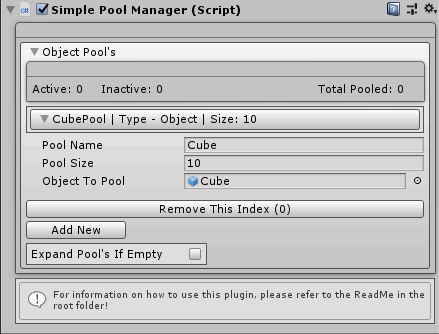 Simple Pool Manager (Script)
Object Pool's
Active: 0 Inactive: 0 Total Pooled: 0
CubePool | Type - Object | Size: 10
Pool Name Cube
Pool Size 10
Object To Pool Cube
Remove This Index (0)
Add New
Expand Pool's If Empty
For information on how to use this plugin, please refer to the ReadMe in the
root folder!